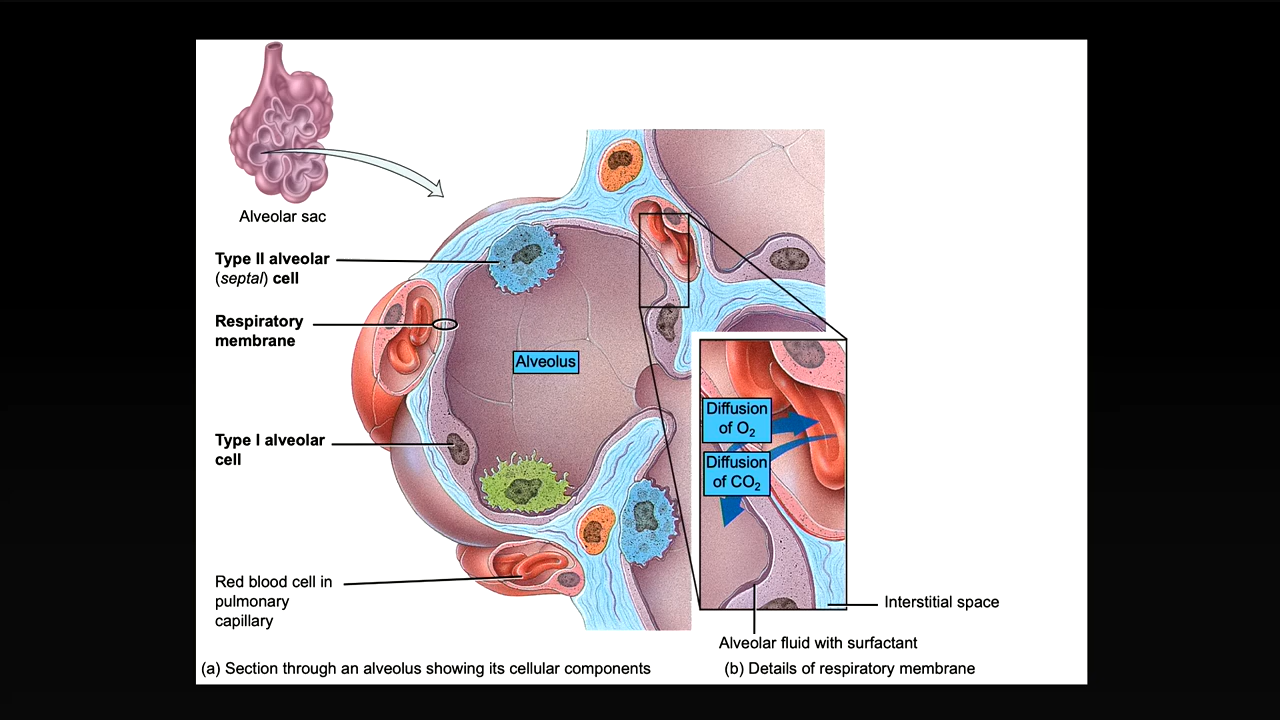 Alveolar sac
Type II alveolar
(septal) cell
Respiratory
membrane
Alveolus
Type I alveolar
cell
Red blood cell in
pulmonary
capillary
Diffusion
of O₂
Diffusion
of CO₂
Interstitial space
Alveolar fluid with surfactant
(a) Section through an alveolus showing its cellular components
(b) Details of respiratory membrane